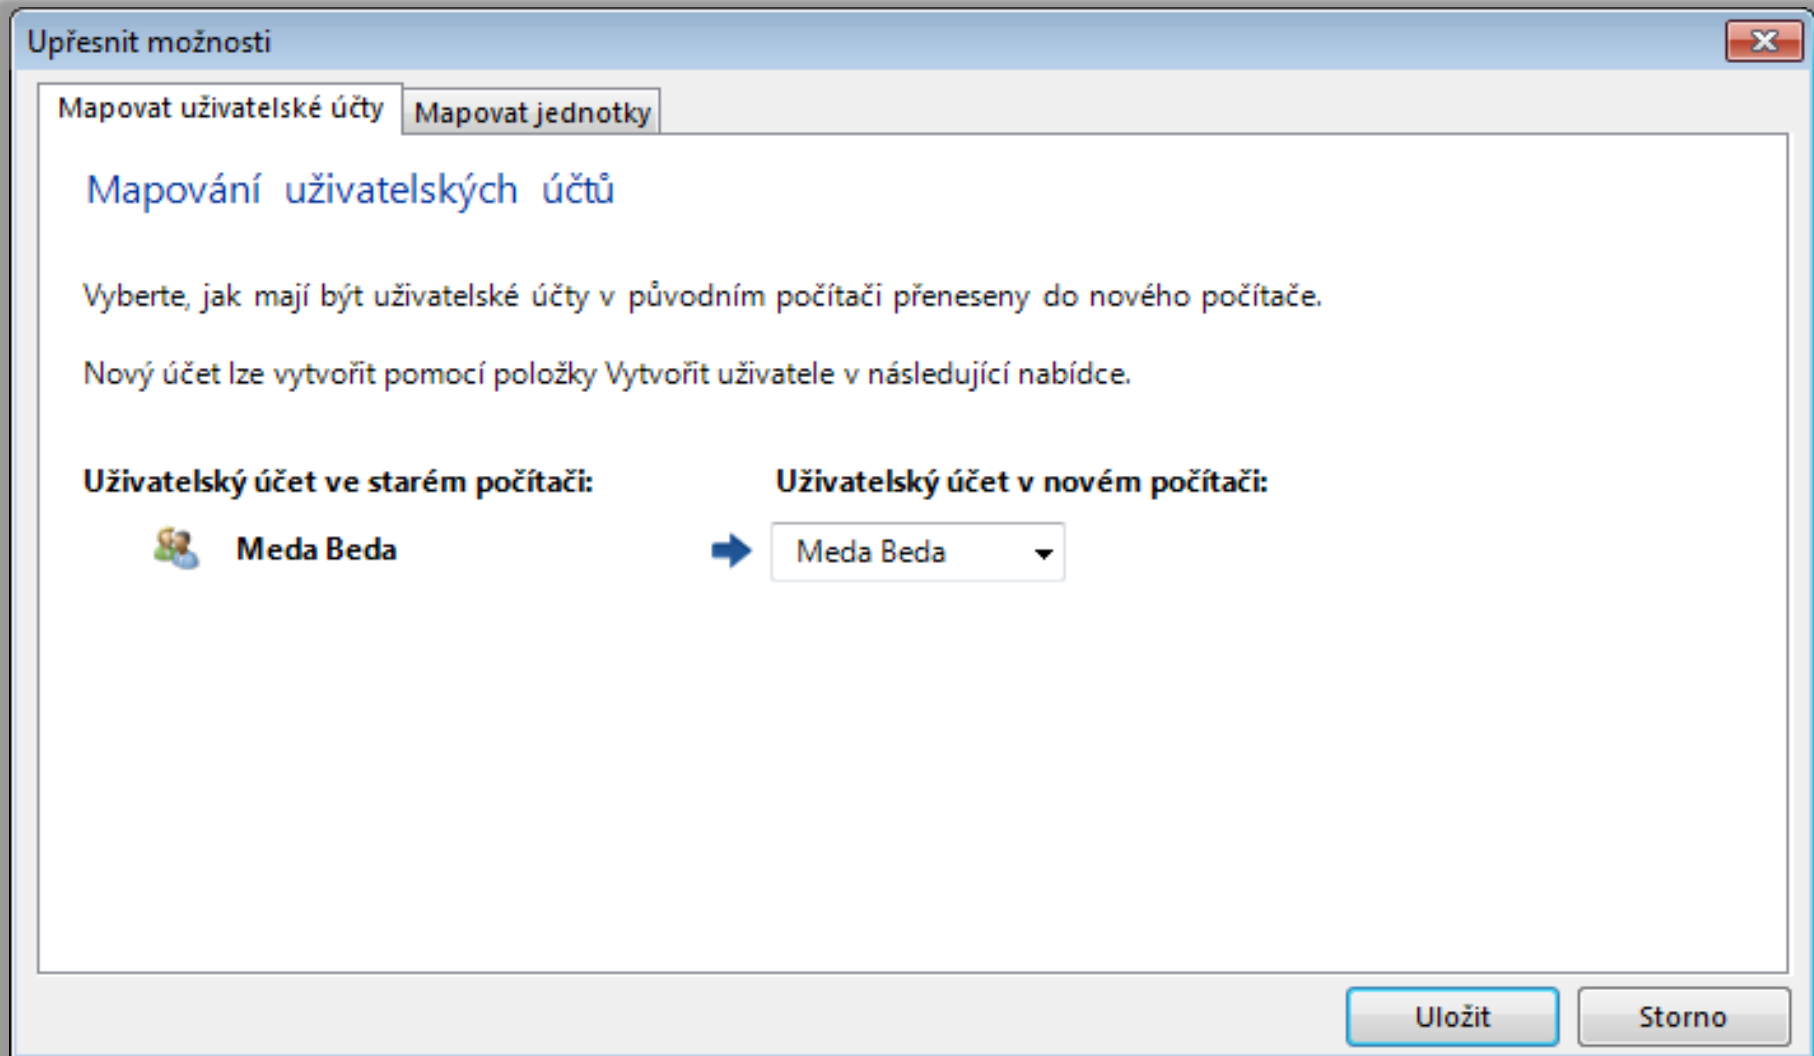 Upřesnit možnosti
Mapovat uživatelské účty
Mapovat jednotky
Mapování uživatelských účtů
Vyberte, jak mají být uživatelské účty v původním počítači přeneseny do nového počítače.
Nový účet lze vytvořit pomocí položky Vytvořit uživatele v následující nabídce.
Uživatelský účet ve starém počítači:
Uživatelský účet v novém počítači:
Meda Beda
Meda Beda
Uložit
Storno